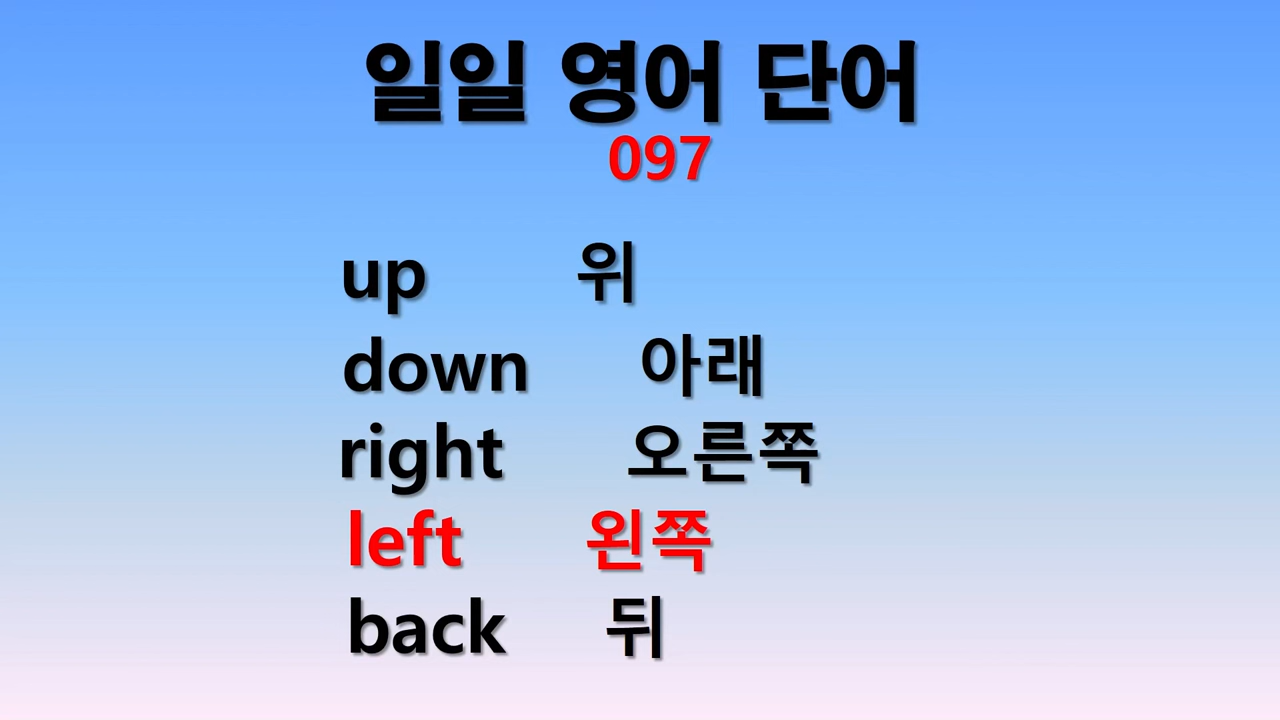 일일 영어 단어
097
up 위
down 아래
right 오른쪽
left 왼쪽
back 뒤